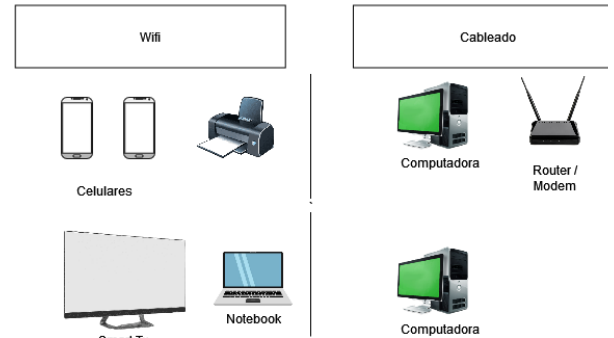 Wifi
Cableado
Celulares
Computadora
Router /
Modem
Notebook
Computadora